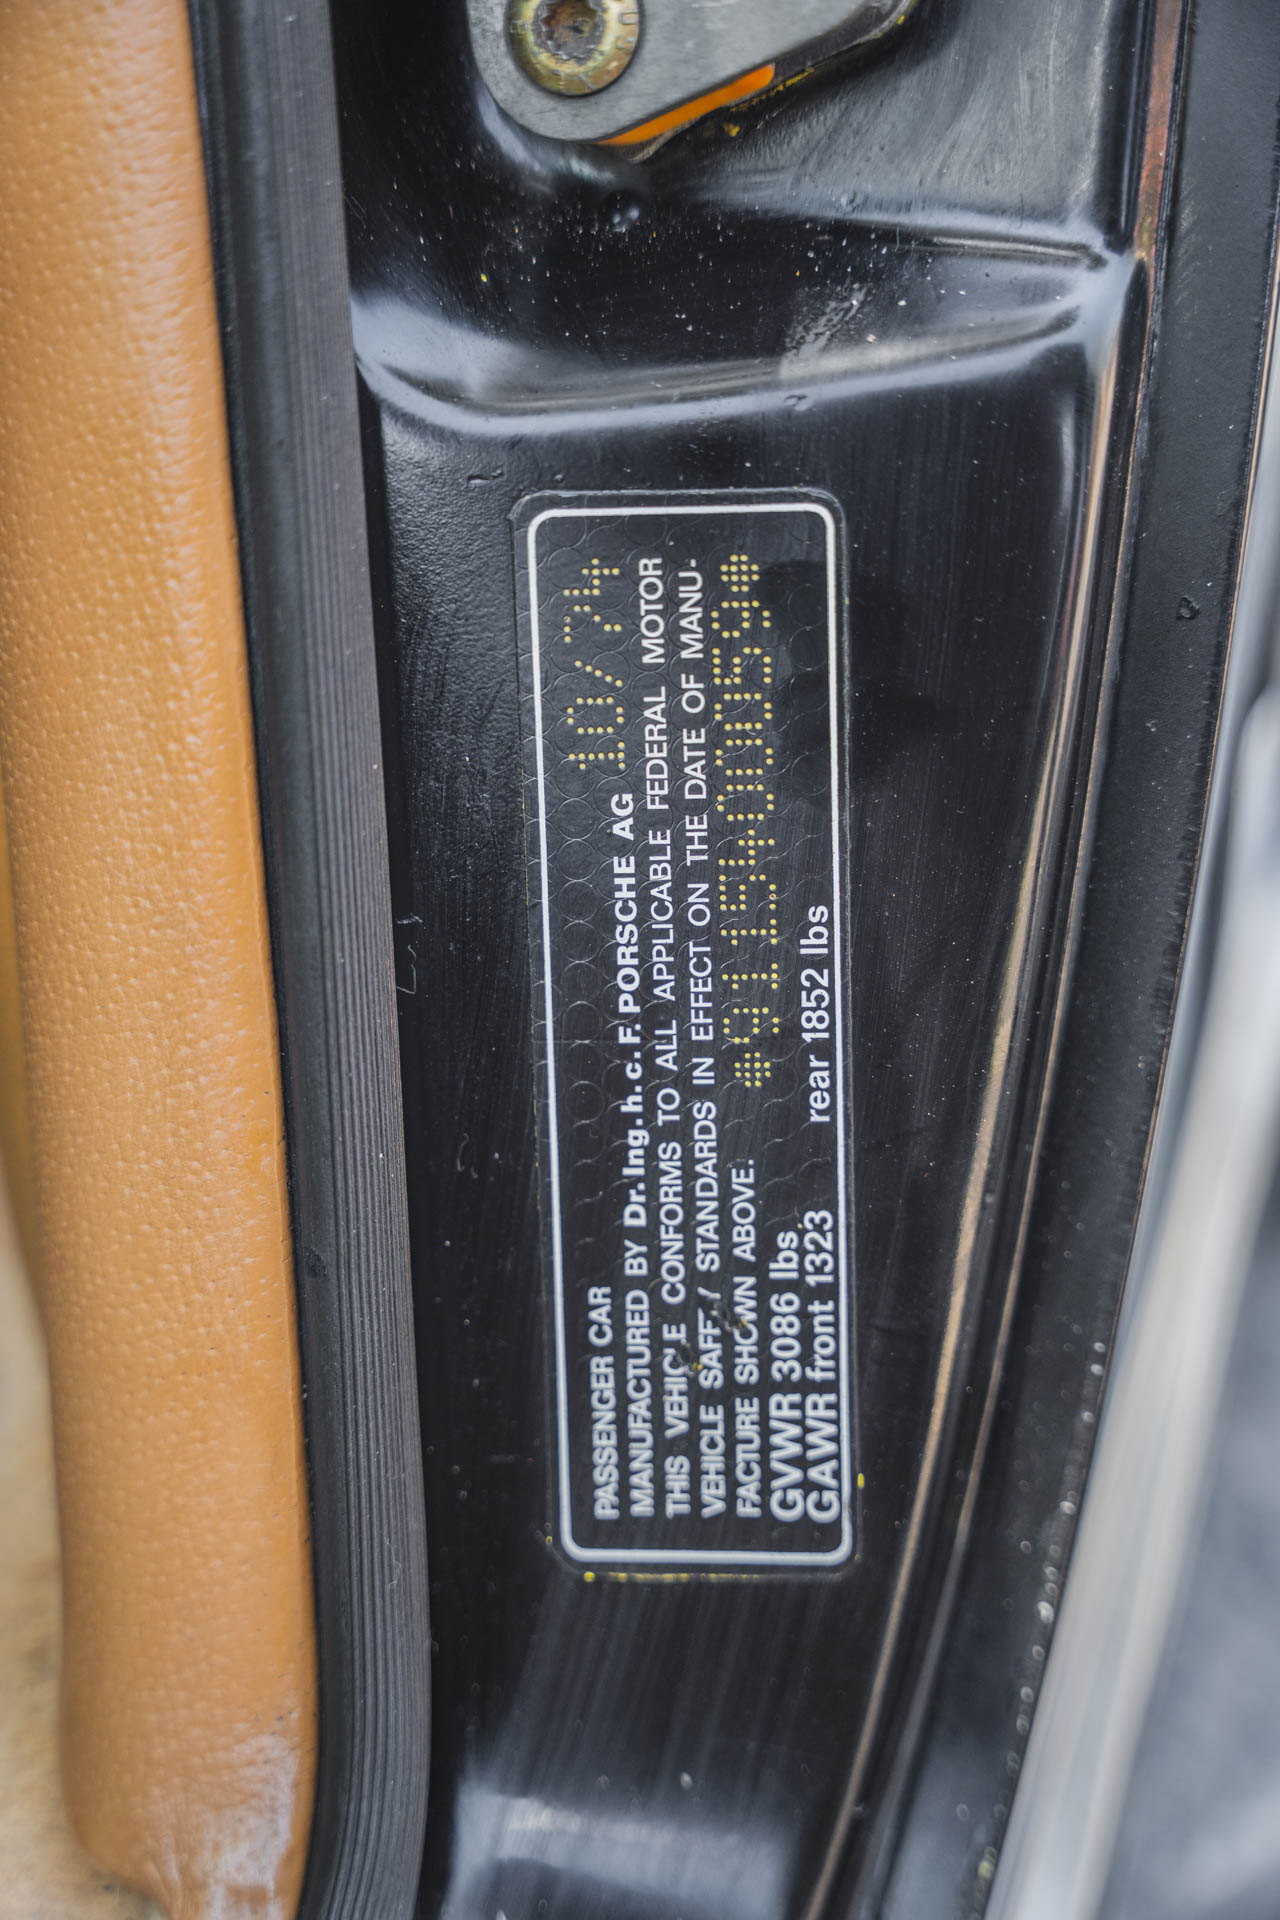 PASSENGER CAR 10/74
MANUFACTURED BY Dr. Ing. h. c. F. PORSCHE AG
THIS VEHICLE CONFORMS TO ALL APPLICABLE FEDERAL MOTOR
VEHICLE SAFETY STANDARDS IN EFFECT ON THE DATE OF MANU-
FACTURE SHOWN ABOVE. *9115400059*
GVWR 3086 lbs
GAWR front 1323 rear 1852 lbs